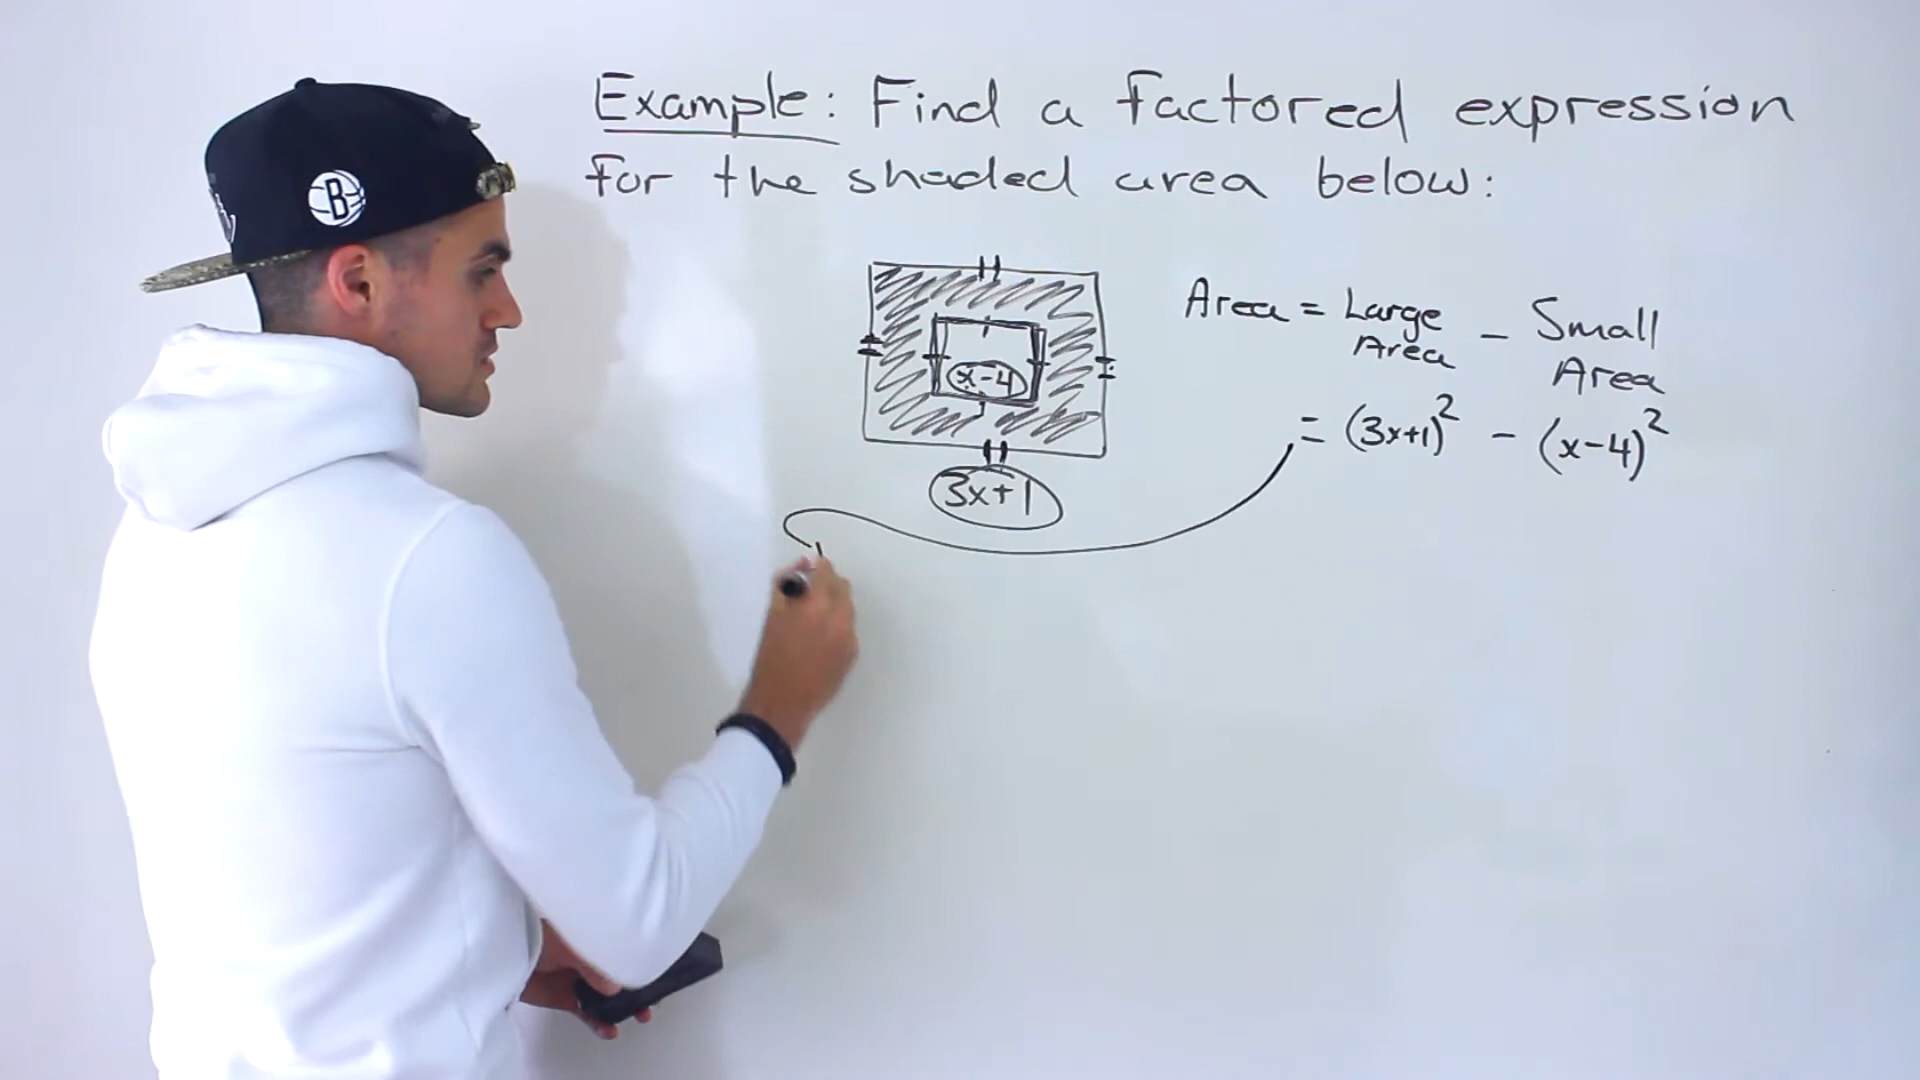 Example: Find a factored expression
for the shaded area below:
Area = Large Area - Small Area
= (3x+1)² - (x-4)²
x-4
3x+1
B